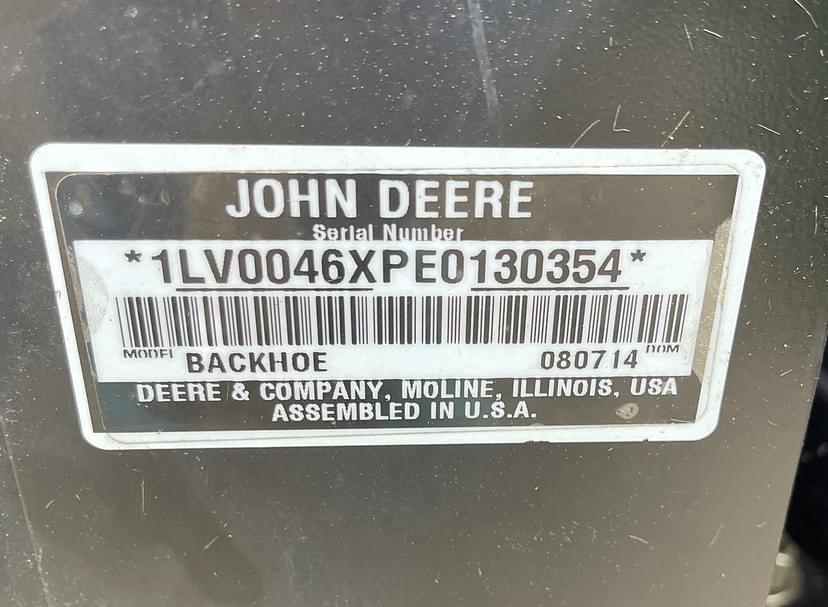 JOHN DEERE
Serial Number
*1LV0046XPE0130354*
MODEL BACKHOE 080714 DOM
DEERE & COMPANY, MOLINE, ILLINOIS, USA
ASSEMBLED IN U.S.A.